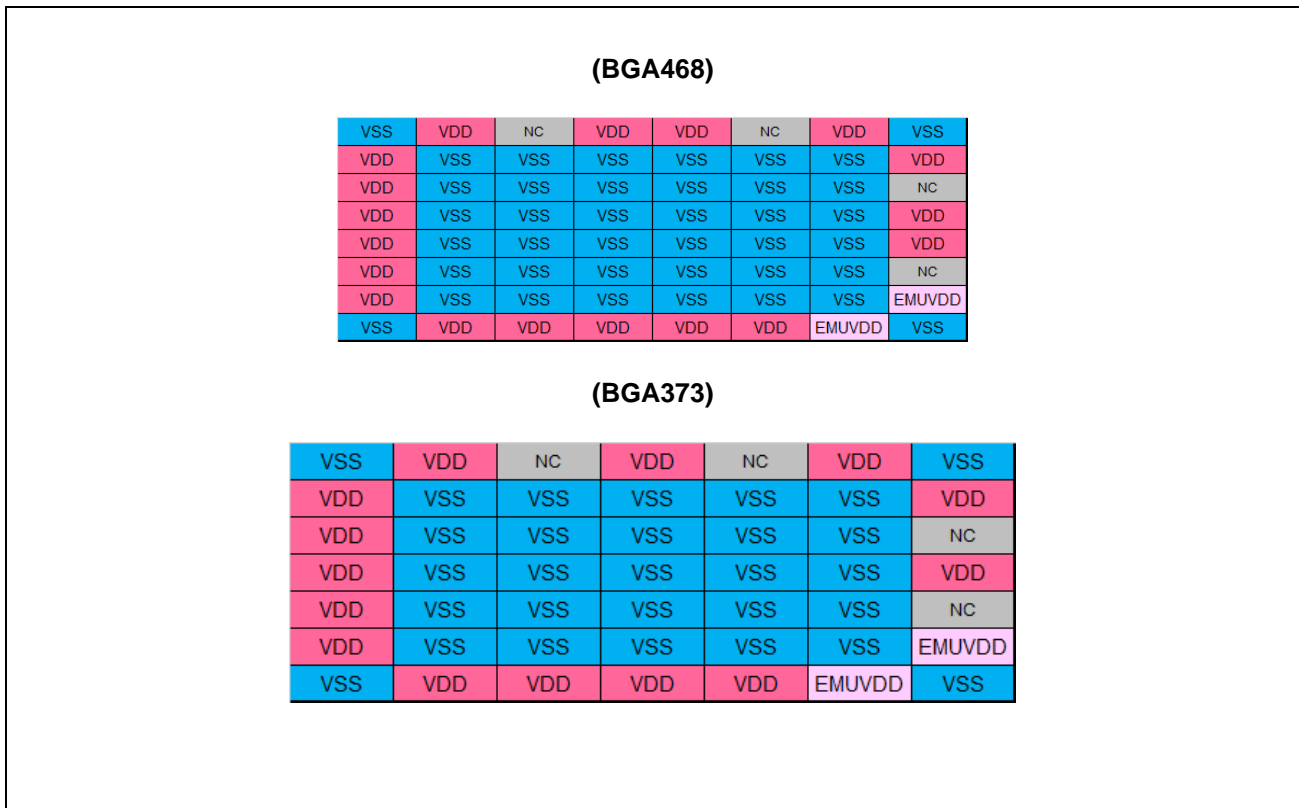 (BGA468)
VSS VDD NC VDD VDD NC VDD VSS
VDD VSS VSS VSS VSS VSS VSS VDD
VDD VSS VSS VSS VSS VSS VSS NC
VDD VSS VSS VSS VSS VSS VSS VDD
VDD VSS VSS VSS VSS VSS VSS VDD
VDD VSS VSS VSS VSS VSS VSS NC
VDD VSS VSS VSS VSS VSS VSS EMUVDD
VSS VDD VDD VDD VDD VDD EMUVDD VSS
(BGA373)
VSS VDD NC VDD NC VDD VSS
VDD VSS VSS VSS VSS VSS VDD
VDD VSS VSS VSS VSS VSS NC
VDD VSS VSS VSS VSS VSS VDD
VDD VSS VSS VSS VSS VSS NC
VDD VSS VSS VSS VSS VSS EMUVDD
VSS VDD VDD VDD VDD EMUVDD VSS